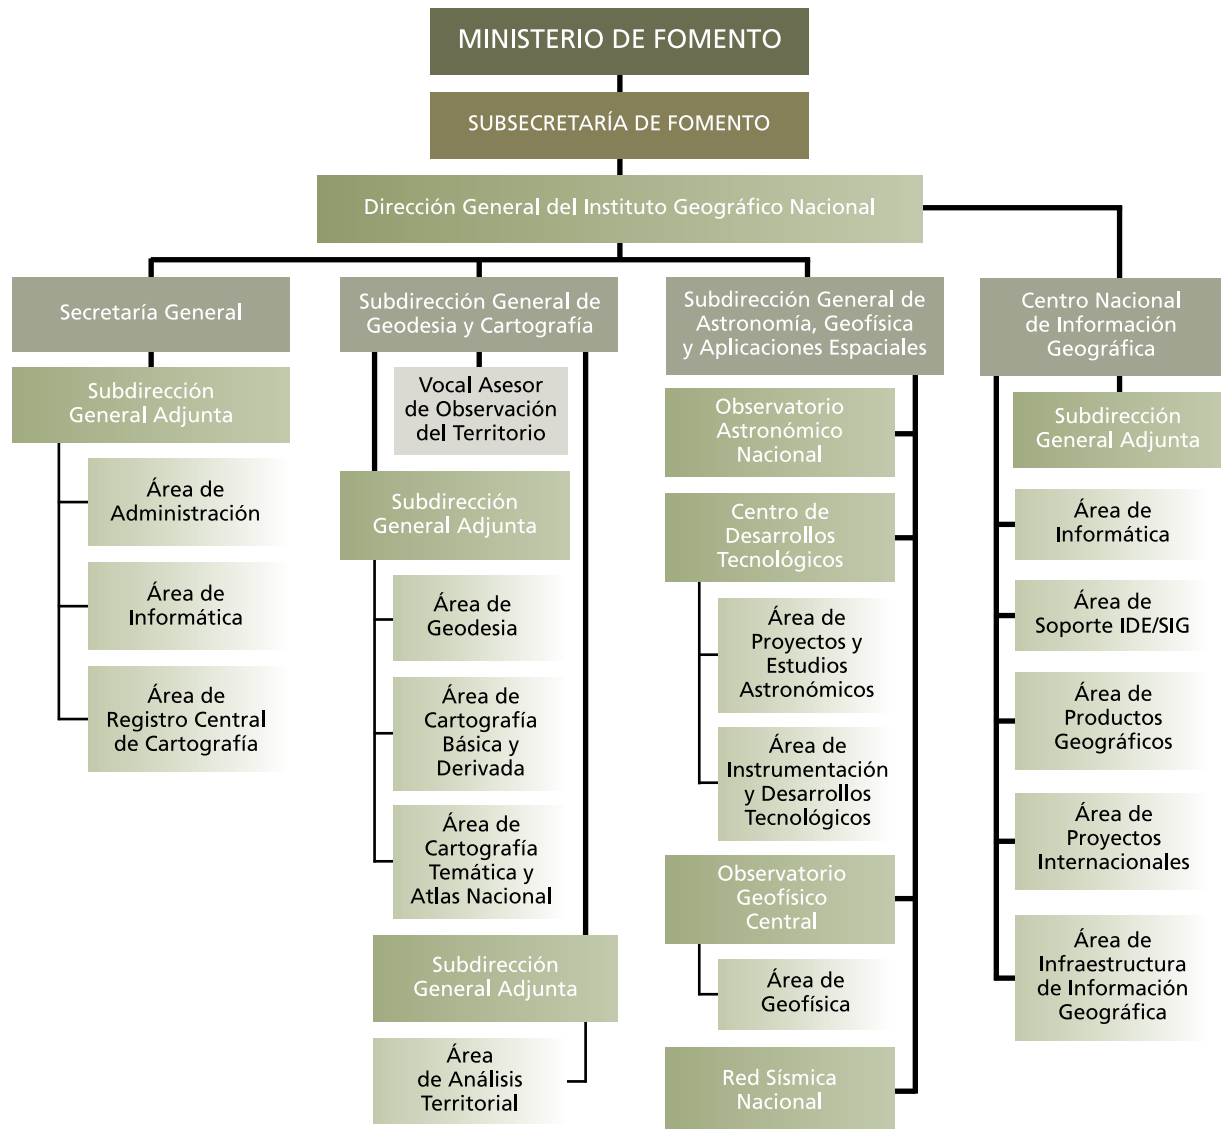 MINISTERIO DE FOMENTO
SUBSECRETARÍA DE FOMENTO
Dirección General del Instituto Geográfico Nacional
Secretaría General
Subdirección
General Adjunta
Área de
Administración
Área de
Informática
Área de
Registro Central
de Cartografía
Subdirección General de
Geodesia y Cartografía
Vocal Asesor
de Observación
del Territorio
Subdirección
General Adjunta
Área de
Geodesia
Área de
Cartografía
Básica y
Derivada
Área de
Cartografía
Temática y
Atlas Nacional
Subdirección
General Adjunta
Área
de Análisis
Territorial
Subdirección General de
Astronomía, Geofísica
y Aplicaciones Espaciales
Observatorio
Astronómico
Nacional
Centro de
Desarrollos
Tecnológicos
Área de
Proyectos y
Estudios
Astronómicos
Área de
Instrumentación
y Desarrollos
Tecnológicos
Observatorio
Geofísico
Central
Área de
Geofísica
Red Sísmica
Nacional
Centro Nacional
de Información
Geográfica
Subdirección
General Adjunta
Área de
Informática
Área de
Soporte IDE/SIG
Área de
Productos
Geográficos
Área de
Proyectos
Internacionales
Área de
Infraestructura
de Información
Geográfica